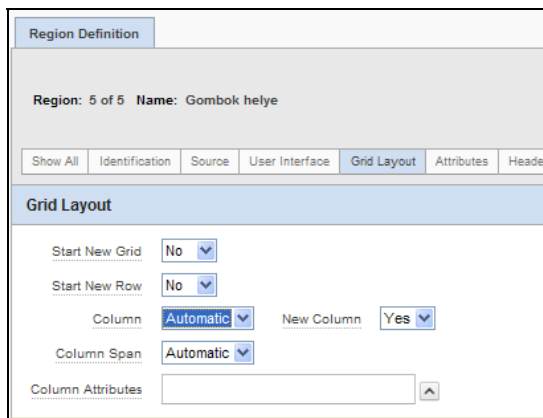 Region Definition
Region: 5 of 5 Name: Gombok helye
Show All Identification Source User Interface Grid Layout Attributes Heade
Grid Layout
Start New Grid No
Start New Row No
Column Automatic New Column Yes
Column Span Automatic
Column Attributes